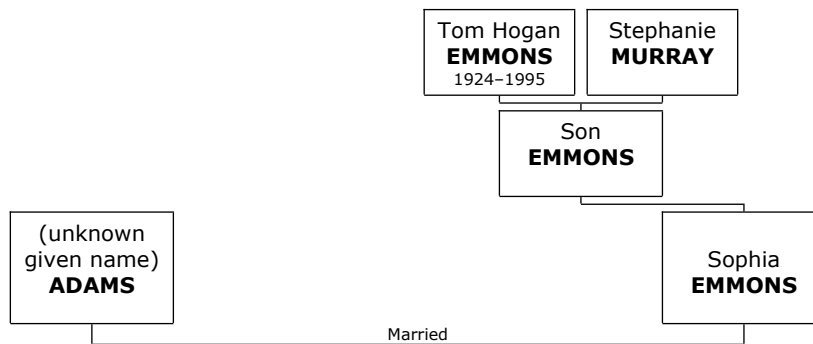 Tom Hogan
EMMONS
1924–1995
Stephanie
MURRAY
Son
EMMONS
(unknown
given name)
ADAMS
Sophia
EMMONS
Married